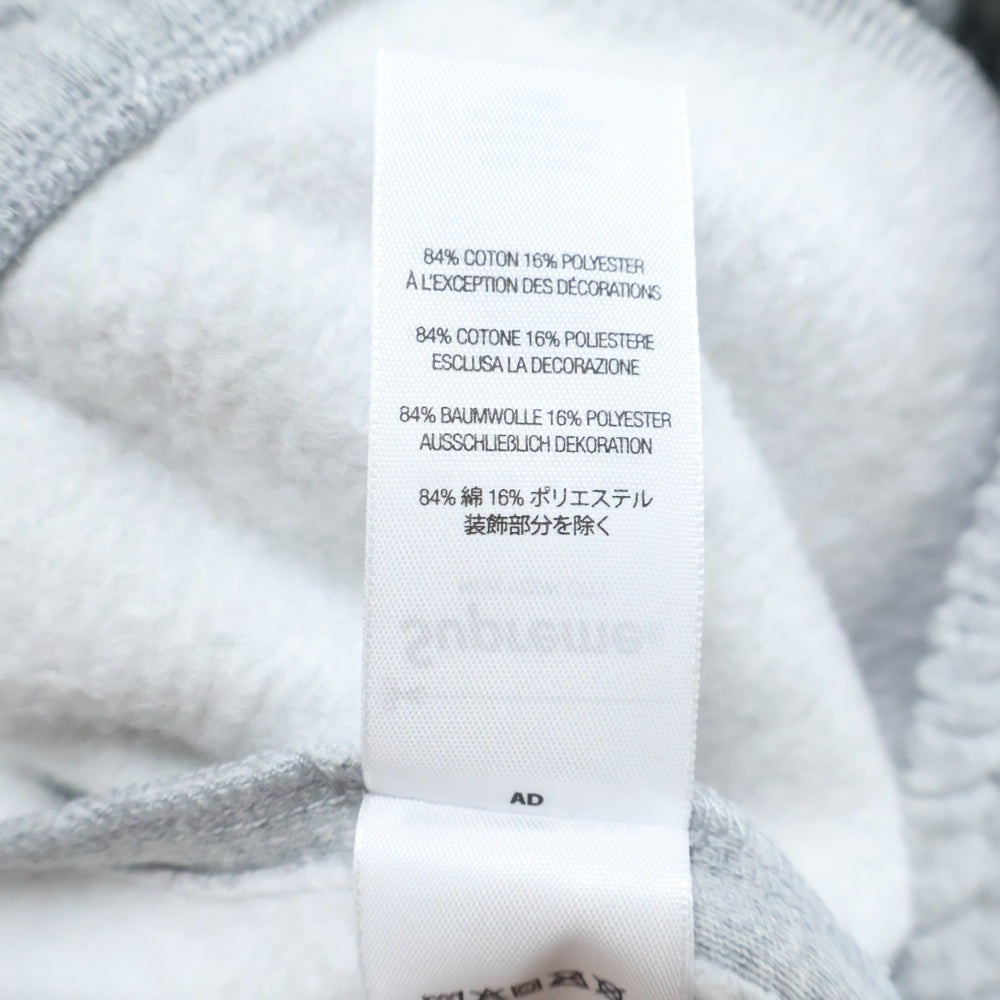 84% COTON 16% POLYESTER
À L'EXCEPTION DES DÉCORATIONS
84% COTONE 16% POLIESTERE
ESCLUSA LA DECORAZIONE
84% BAUMWOLLE 16% POLYESTER
AUSSCHLIEßLICH DEKORATION
84% 綿 16% ポリエステル
装飾部分を除く
Supreme
AD